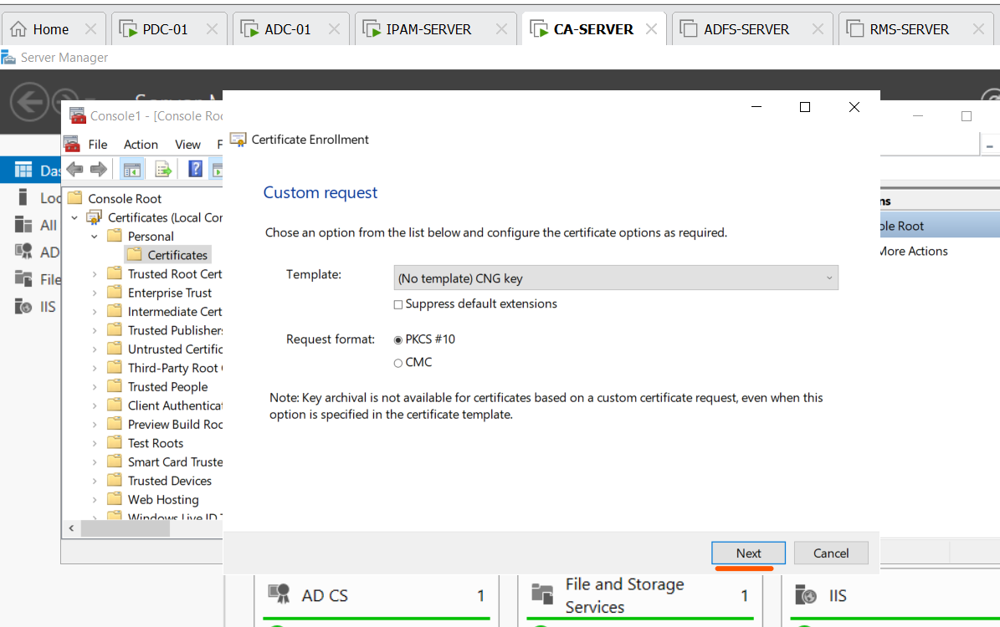 Home
PDC-01
ADC-01
IPAM-SERVER
CA-SERVER
ADFS-SERVER
RMS-SERVER
Server Manager
Console1 - [Console Roo
File Action View F
Certificate Enrollment
Das
Loc
All
AD
File
IIS
Console Root
Certificates (Local Cor
Personal
Certificates
Trusted Root Cert
Enterprise Trust
Intermediate Cert
Trusted Publishers
Untrusted Certific
Third-Party Root
Trusted People
Client Authenticat
Preview Build Roo
Test Roots
Smart Card Truste
Trusted Devices
Web Hosting
Windows Live ID T
Custom request
Chose an option from the list below and configure the certificate options as required.
Template:
(No template) CNG key
Suppress default extensions
Request format:
PKCS #10
CMC
Note: Key archival is not available for certificates based on a custom certificate request, even when this
option is specified in the certificate template.
Next
Cancel
ns
ole Root
More Actions
AD CS
1
File and Storage
Services
1
IIS